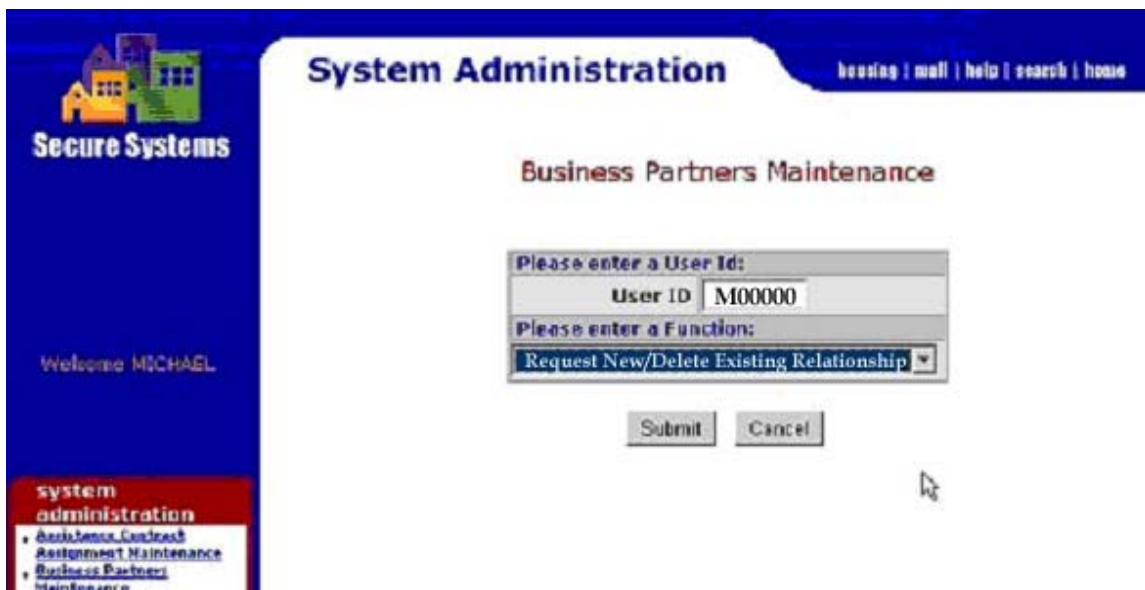 System Administration
housing | mail | help | search | home
Secure Systems
Business Partners Maintenance
Please enter a User Id:
User ID M00000
Please enter a Function:
Request New/Delete Existing Relationship
Welcome MICHAEL
Submit Cancel
system
administration
Assistance Contract
Assignment Maintenance
Business Partners
Maintenance